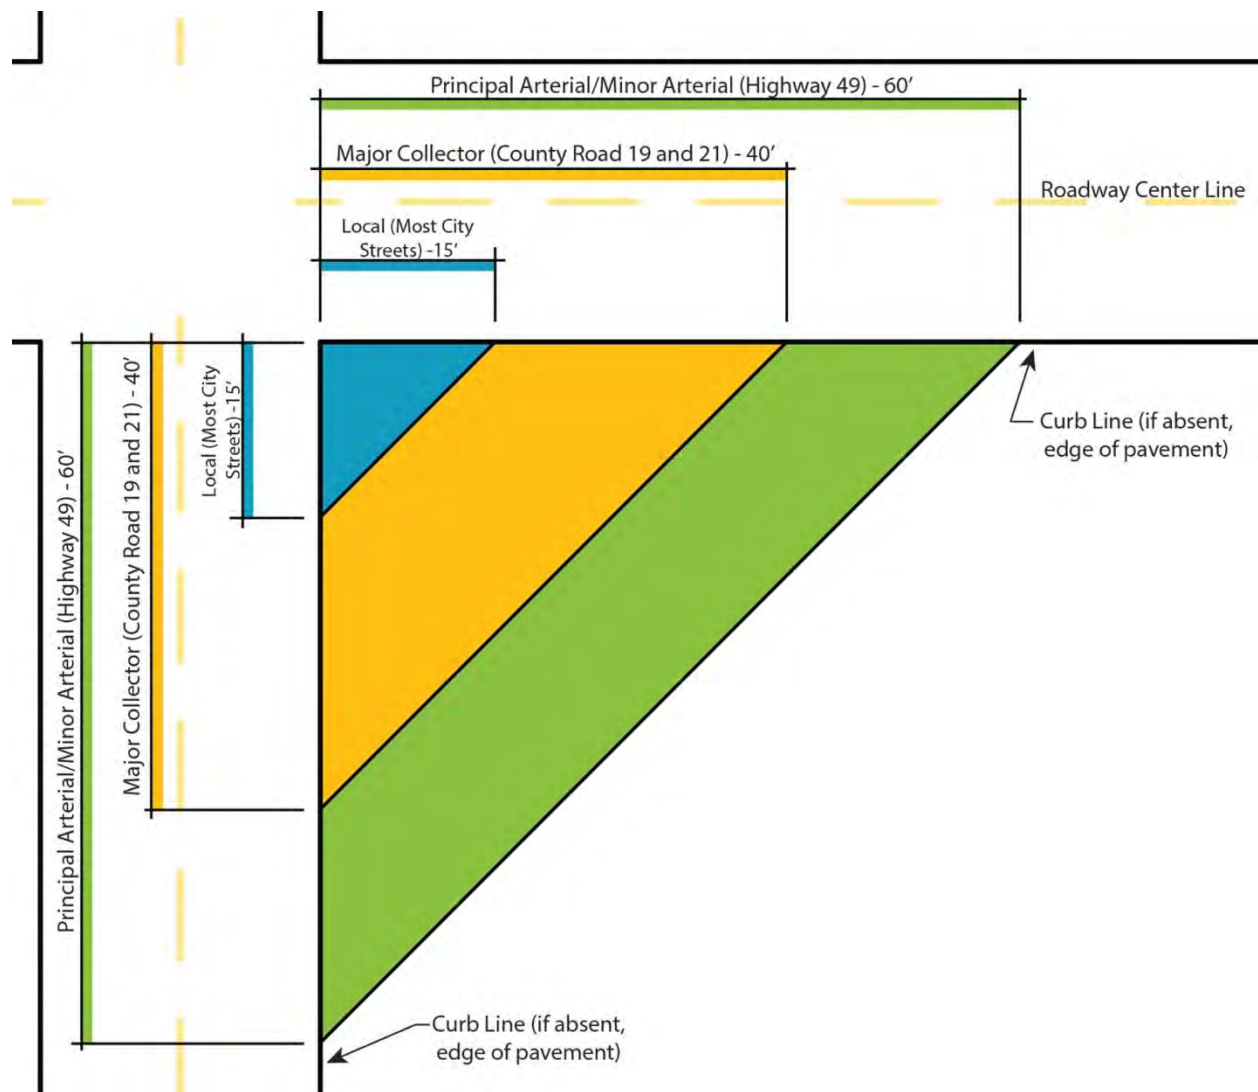 Principal Arterial/Minor Arterial (Highway 49) - 60'
Major Collector (County Road 19 and 21) - 40'
Roadway Center Line
Local (Most City
Streets) -15'
Principal Arterial/Minor Arterial (Highway 49) - 60'
Major Collector (County Road 19 and 21) - 40'
Local (Most City
Streets) -15'
Curb Line (if absent,
edge of pavement)
Curb Line (if absent,
edge of pavement)